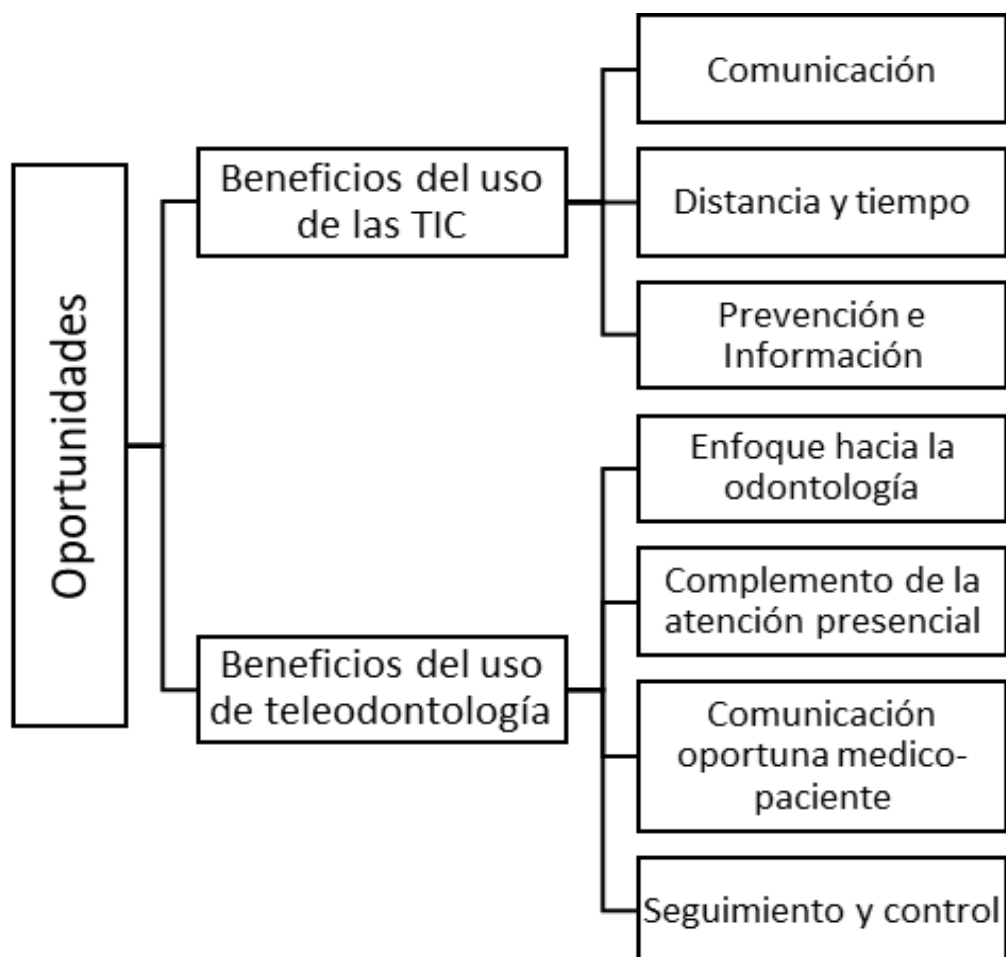 Oportunidades
Beneficios del uso
de las TIC
Comunicación
Distancia y tiempo
Prevención e
Información
Beneficios del uso
de teleodontología
Enfoque hacia la
odontología
Complemento de la
atención presencial
Comunicación
oportuna medico-
paciente
Seguimiento y control